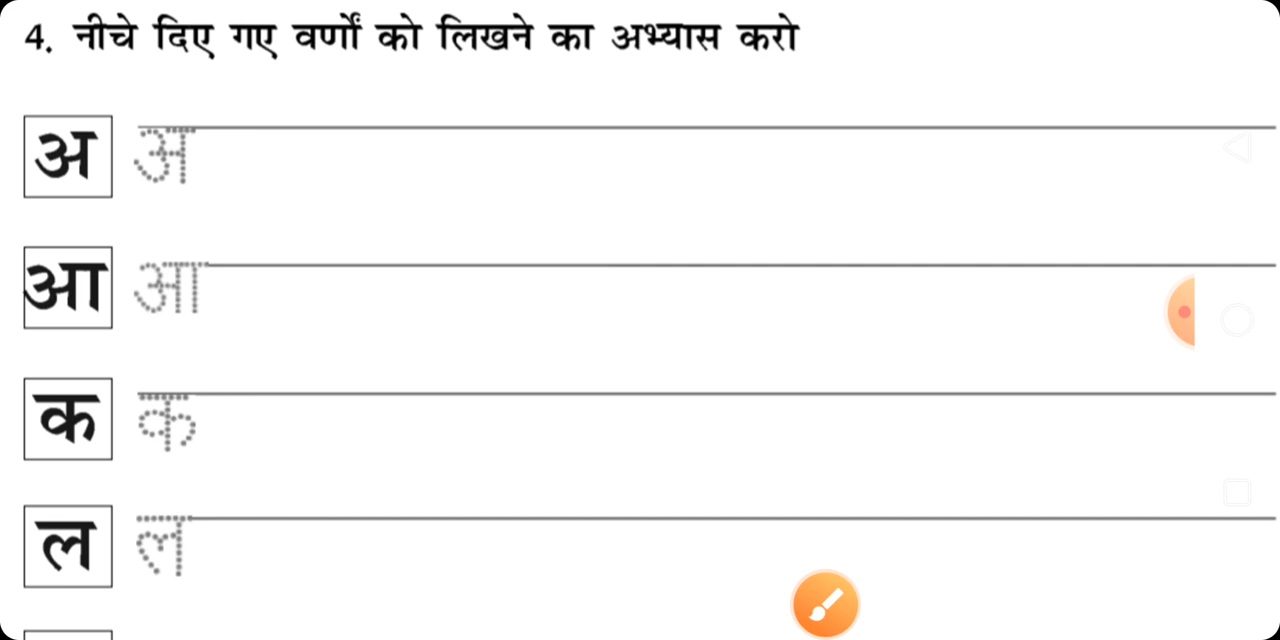 4. नीचे दिए गए वर्णों को लिखने का अभ्यास करो
अ अ
आ आ
क क
ल ल